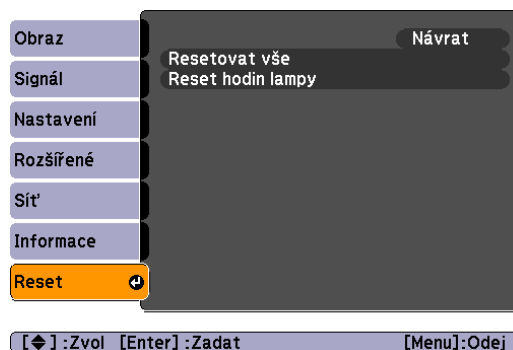 Obraz
Signál
Nastavení
Rozšířené
Síť
Informace
Reset
Návrat
Resetovat vše
Reset hodin lampy
[ ]:Zvol [Enter]:Zadat [Menu]:Odej